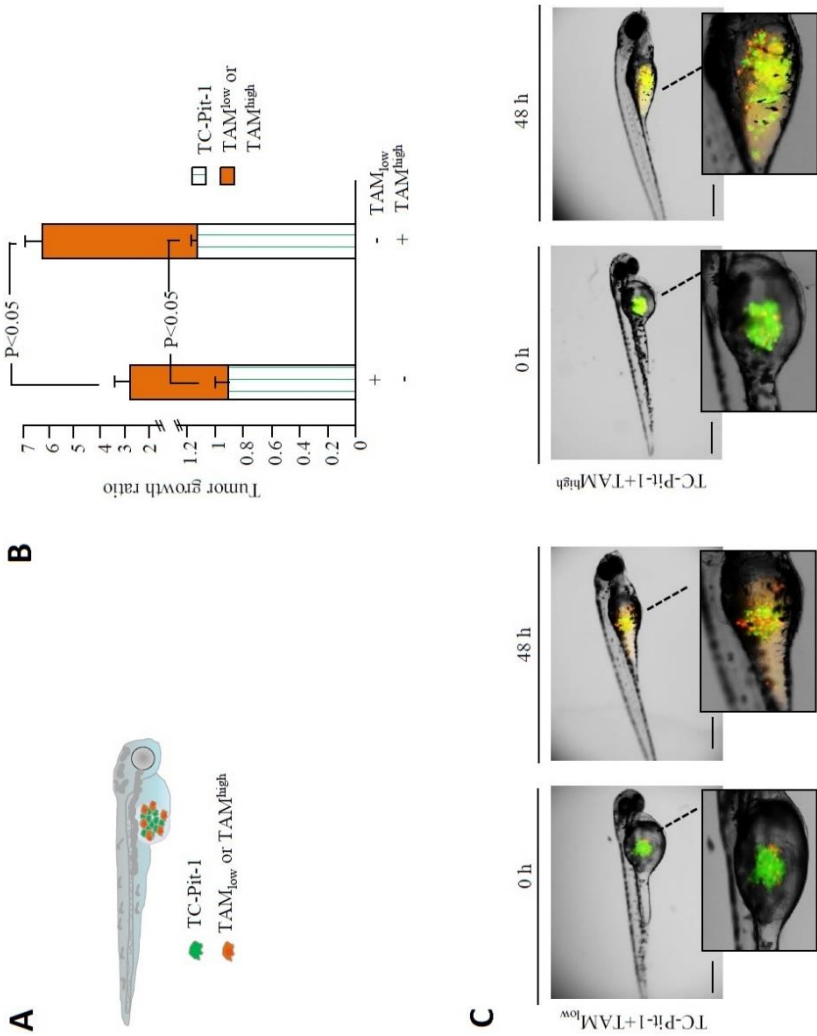 A
TC-Pit-1
TAMlow or TAMhigh
B
Tumor growth ratio
7
6
5
4
3
2
1.2
1
0.8
0.6
0.4
0.2
0
P<0.05
P<0.05
TC-Pit-1
TAMlow or
TAMhigh
+ - TAMlow
- + TAMhigh
C
0 h
48 h
0 h
48 h
TC-Pit-1+TAMlow
TC-Pit-1+TAMhigh